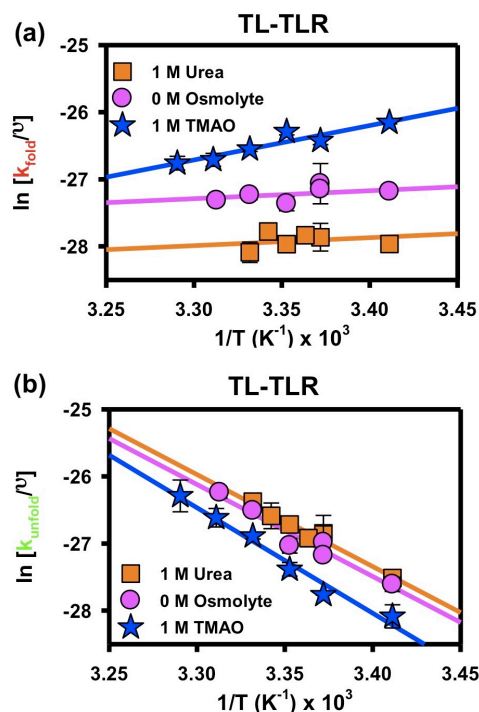 (a)
TL-TLR
-25
-26
-27
-28
1 M Urea
0 M Osmolyte
1 M TMAO
ln [kfold/υ]
3.25 3.30 3.35 3.40 3.45
1/T (K⁻¹) x 10³
(b)
TL-TLR
-25
-26
-27
-28
1 M Urea
0 M Osmolyte
1 M TMAO
ln [kunfold/υ]
3.25 3.30 3.35 3.40 3.45
1/T (K⁻¹) x 10³